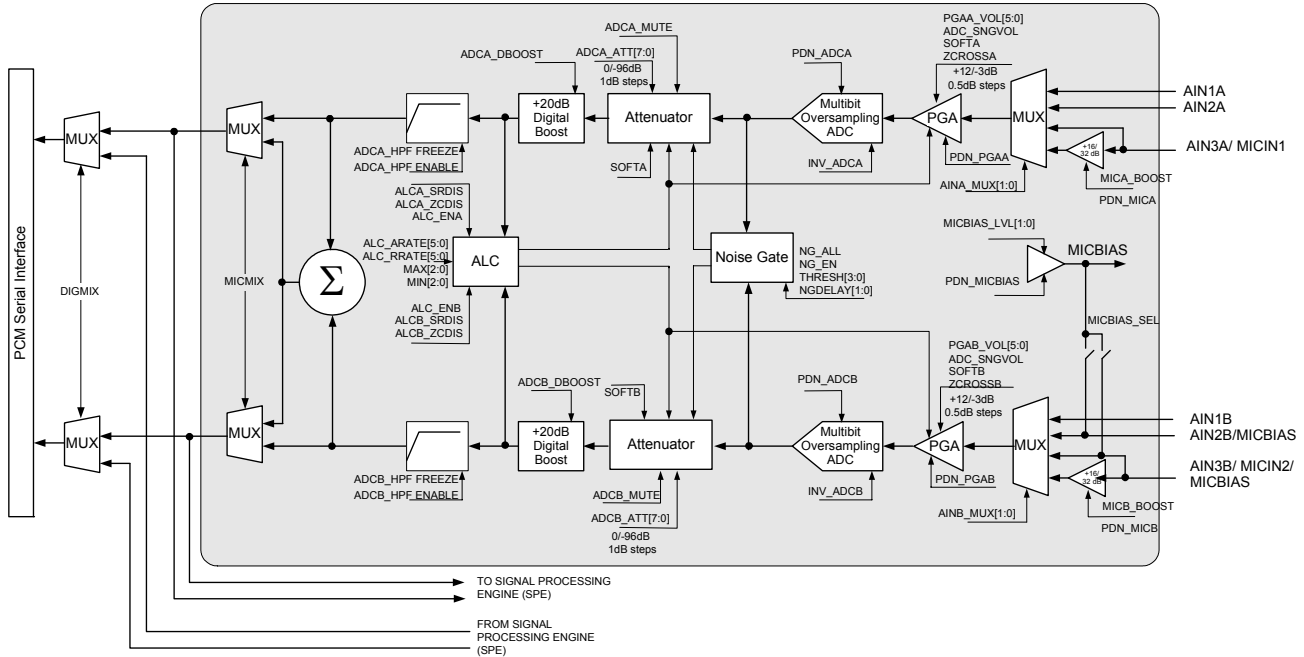 PGAA_VOL[5:0]
ADC_SNGVOL
SOFTA
ZCROSSA
+12/-3dB
0.5dB steps
ADCA_MUTE
ADCA_ATT[7:0]
0/-96dB
1dB steps
ADCA_DBOOST
PDN_ADCA
AIN1A
AIN2A
AIN3A/ MICIN1
MUX
MUX
+20dB
Digital
Boost
Attenuator
Multibit
Oversampling
ADC
PGA
MUX
+16/
32 dB
ADCA_HPF FREEZE
ADCA_HPF ENABLE
SOFTA
INV_ADCA
PDN_PGAA
AINA_MUX[1:0]
MICA_BOOST
PDN_MICA
ALCA_SRDIS
ALCA_ZCDIS
ALC_ENA
ALC_ARATE[5:0]
ALC_RRATE[5:0]
MAX[2:0]
MIN[2:0]
ALC
Noise Gate
NG_ALL
NG_EN
THRESH[3:0]
NGDELAY[1:0]
MICBIAS_LVL[1:0]
MICBIAS
PDN_MICBIAS
MICBIAS_SEL
PCM Serial Interface
DIGMIX
MICMIX
Σ
ALC_ENB
ALCB_SRDIS
ALCB_ZCDIS
PGAB_VOL[5:0]
ADC_SNGVOL
SOFTB
ZCROSSB
+12/-3dB
0.5dB steps
ADCB_DBOOST
SOFTB
PDN_ADCB
AIN1B
AIN2B/MICBIAS
AIN3B/ MICIN2/
MICBIAS
MUX
MUX
+20dB
Digital
Boost
Attenuator
Multibit
Oversampling
ADC
PGA
MUX
+16/
32 dB
ADCB_HPF FREEZE
ADCB_HPF ENABLE
ADCB_MUTE
ADCB_ATT[7:0]
0/-96dB
1dB steps
INV_ADCB
PDN_PGAB
AINB_MUX[1:0]
MICB_BOOST
PDN_MICB
TO SIGNAL PROCESSING
ENGINE (SPE)
FROM SIGNAL
PROCESSING ENGINE
(SPE)